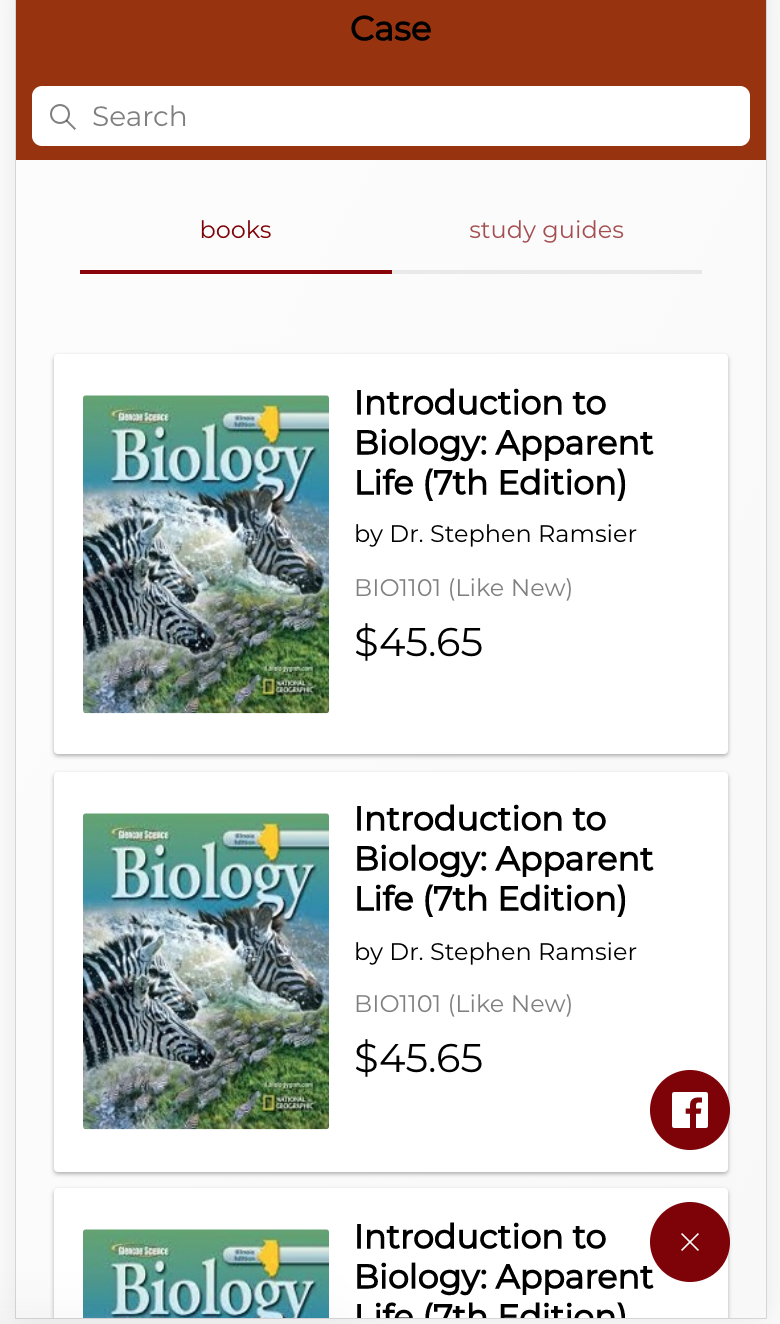 Case
Search
books
study guides
Glencoe Science
Illinois
Edition
Biology
NATIONAL
GEOGRAPHIC
Introduction to
Biology: Apparent
Life (7th Edition)
by Dr. Stephen Ramsier
BIO1101 (Like New)
$45.65
Glencoe Science
Illinois
Edition
Biology
NATIONAL
GEOGRAPHIC
Introduction to
Biology: Apparent
Life (7th Edition)
by Dr. Stephen Ramsier
BIO1101 (Like New)
$45.65
Glencoe Science
Illinois
Edition
Biology
Introduction to
Biology: Apparent
Life (7th Edition)